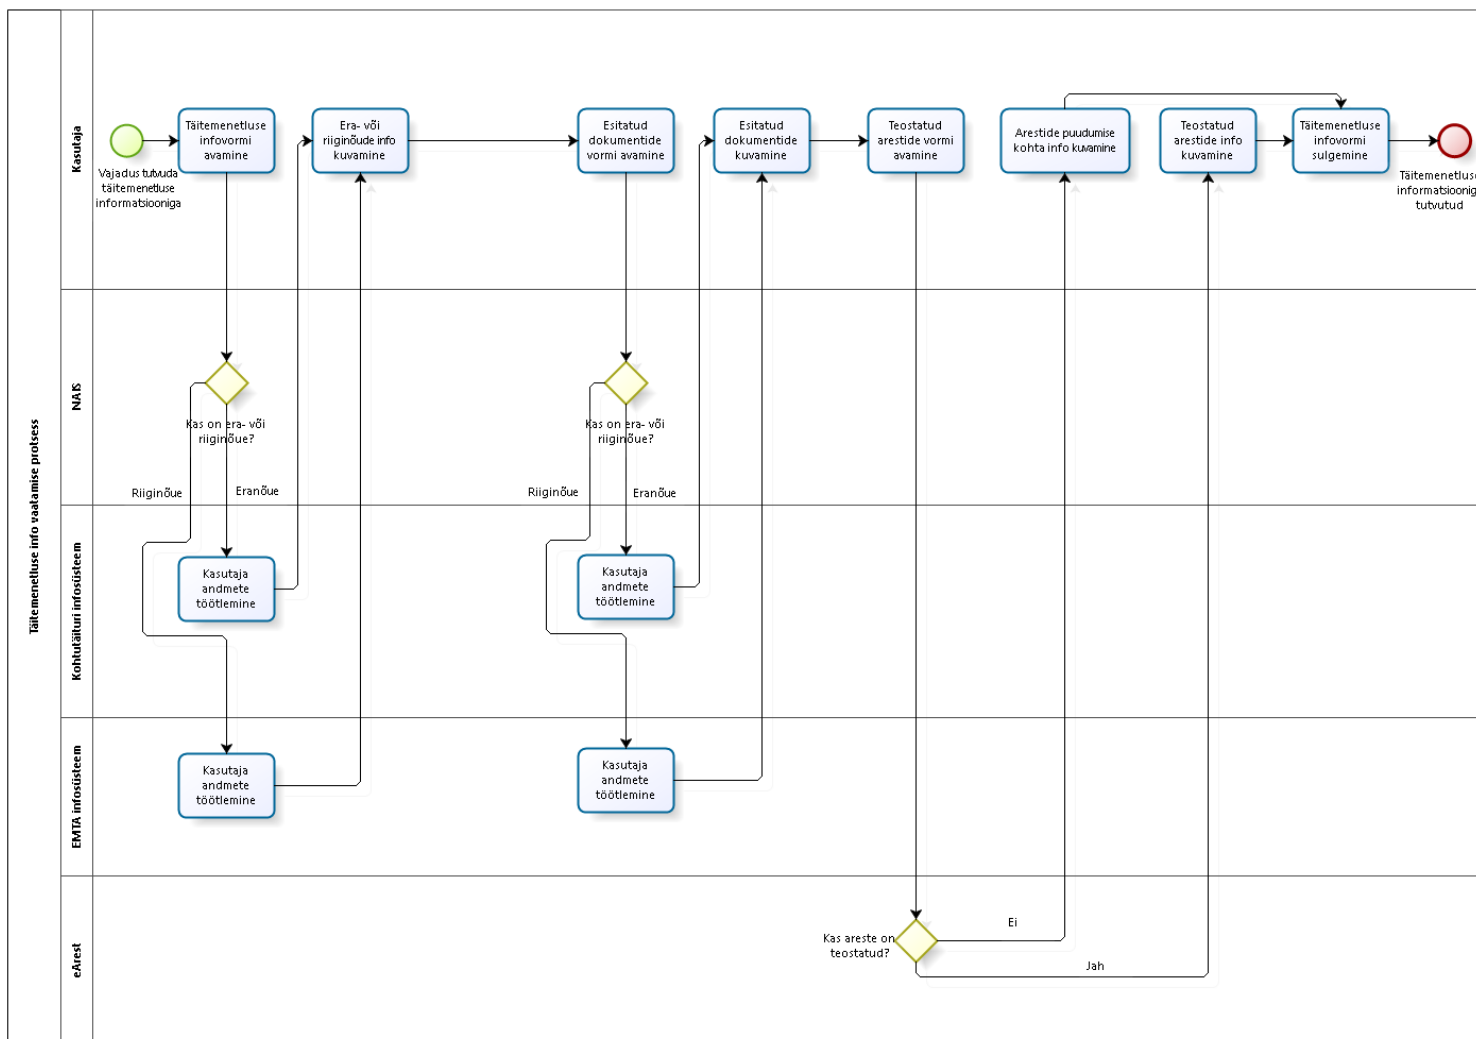 Täitemenetluse info vaatamise protsess
Kasutaja
Vajadus tutvuda
täitemenetluse
informatsiooniga
Täitemenetluse
infovormi
avamine
Era- või
riiginõude info
kuvamine
Esitatud
dokumentide
vormi avamine
Esitatud
dokumentide
kuvamine
Teostatud
arestide vormi
avamine
Arestide puudumise
kohta info kuvamine
Teostatud
arestide info
kuvamine
Täitemenetluse
infovormi
sulgemine
Täitemenetluse
informatsioonig
tutvutud
NAIS
Kas on era- või
riiginõue?
Riiginõue
Eranõue
Kas on era- või
riiginõue?
Riiginõue
Eranõue
Kohtutäituri infosüsteem
Kasutaja
andmete
töötlemine
Kasutaja
andmete
töötlemine
EMTA infosüsteem
Kasutaja
andmete
töötlemine
Kasutaja
andmete
töötlemine
eArest
Kas areste on
teostatud?
Ei
Jah